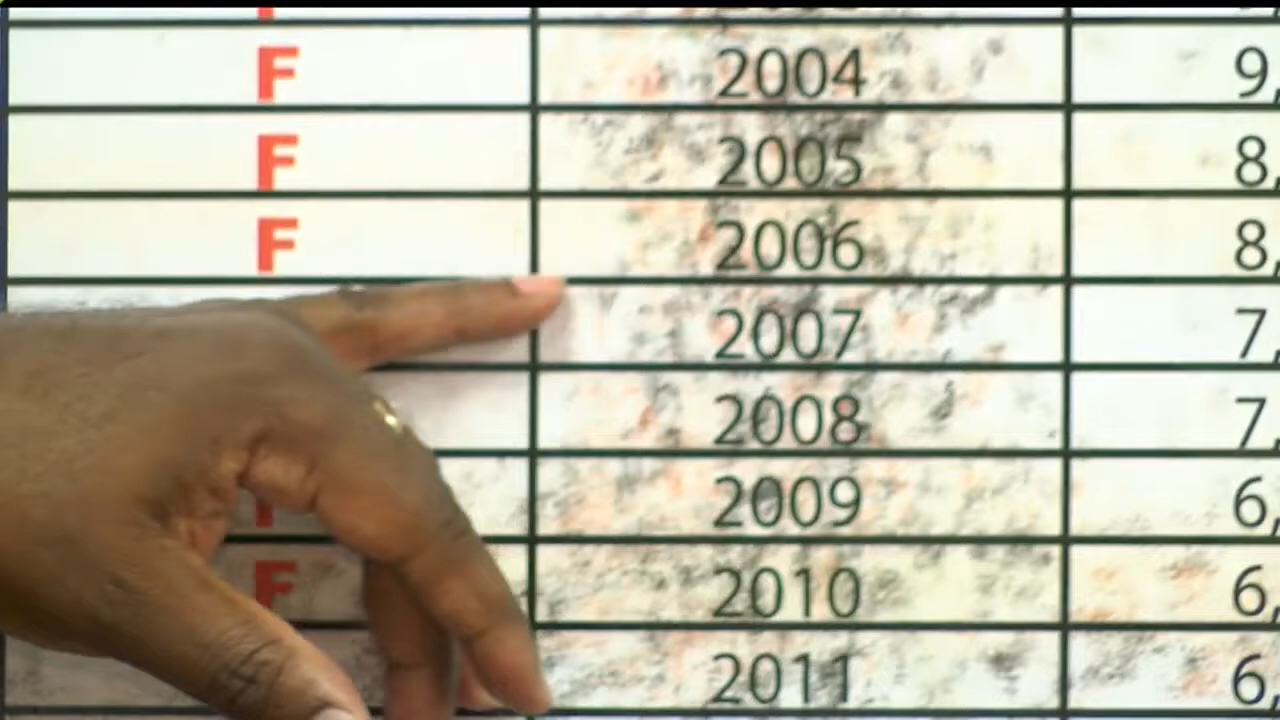 F 2004 9,
F 2005 8,
F 2006 8,
2007 7,
2008 7,
2009 6,
F 2010 6,
2011 6,